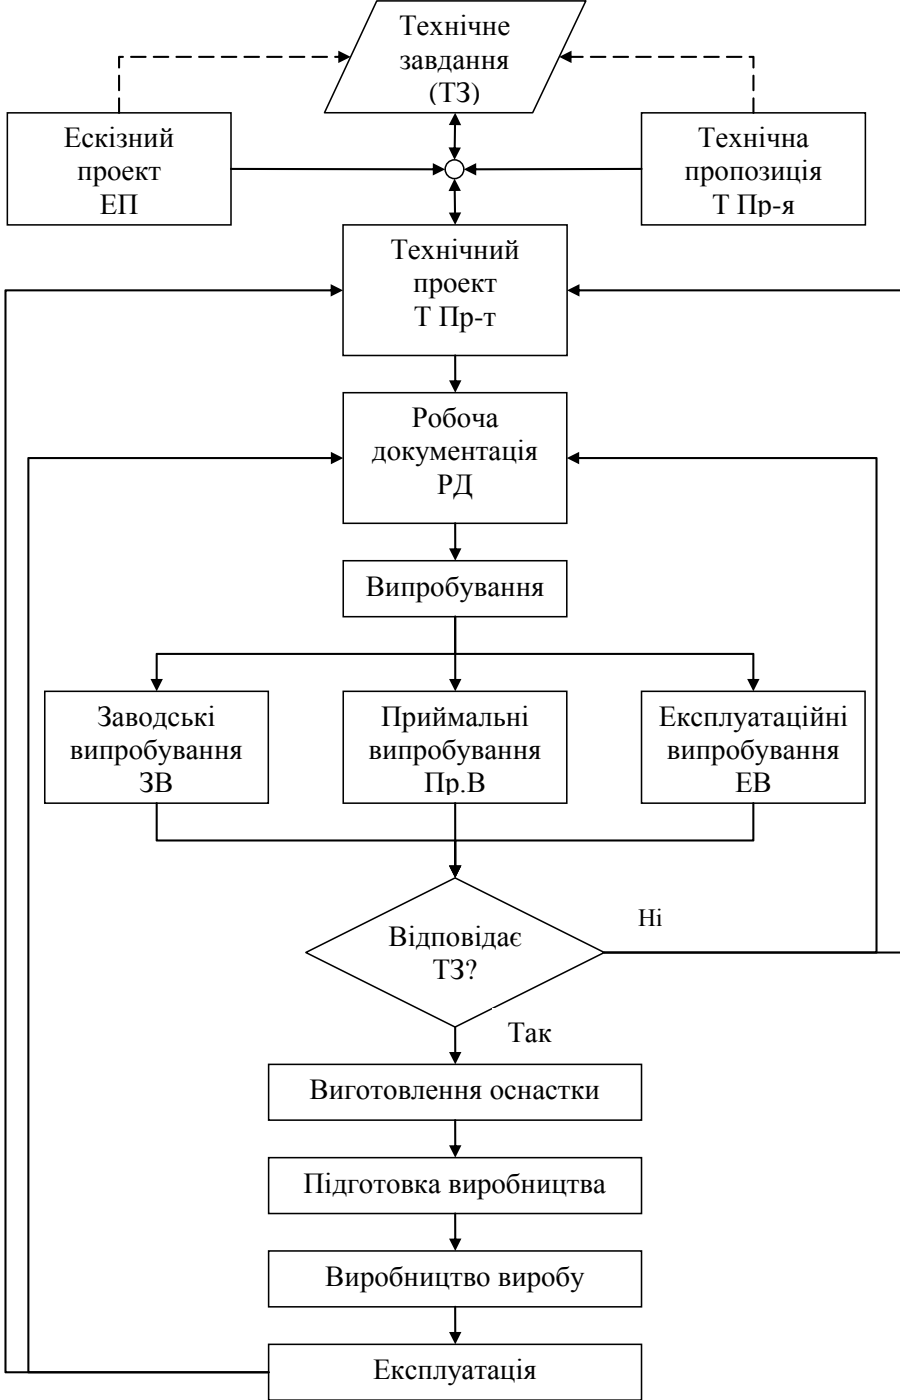 Технічне
завдання
(ТЗ)
Ескізний
проект
ЕП
Технічна
пропозиція
Т Пр-я
Технічний
проект
Т Пр-т
Робоча
документація
РД
Випробування
Заводські
випробування
ЗВ
Приймальні
випробування
Пр.В
Експлуатаційні
випробування
ЕВ
Ні
Відповідає
ТЗ?
Так
Виготовлення оснастки
Підготовка виробництва
Виробництво виробу
Експлуатація